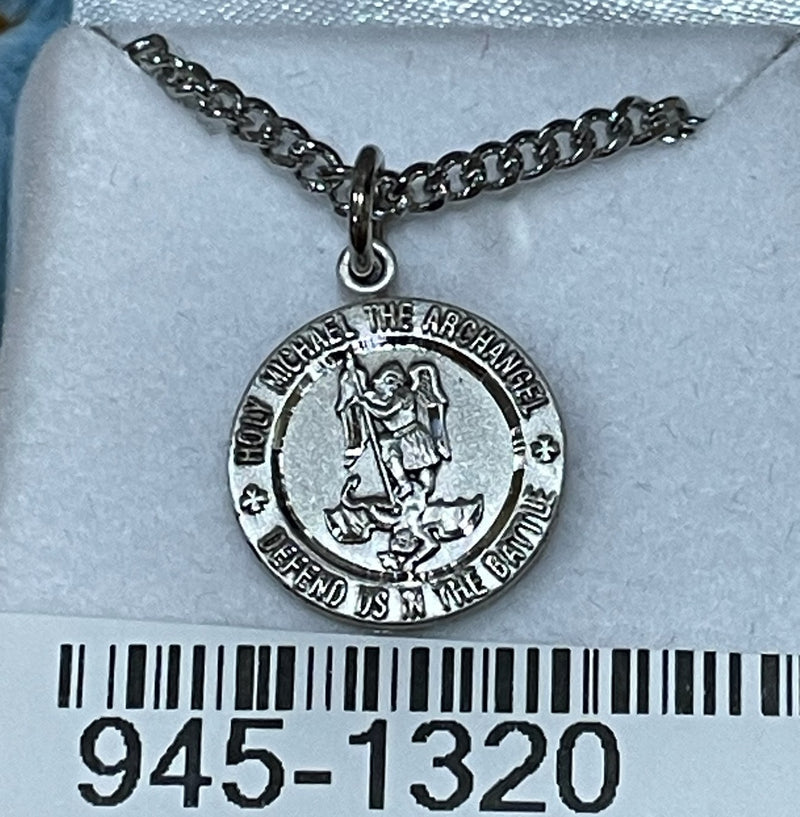 HOLY MICHAEL THE ARCHANGEL
DEFEND US IN THE BATTLE
945-1320